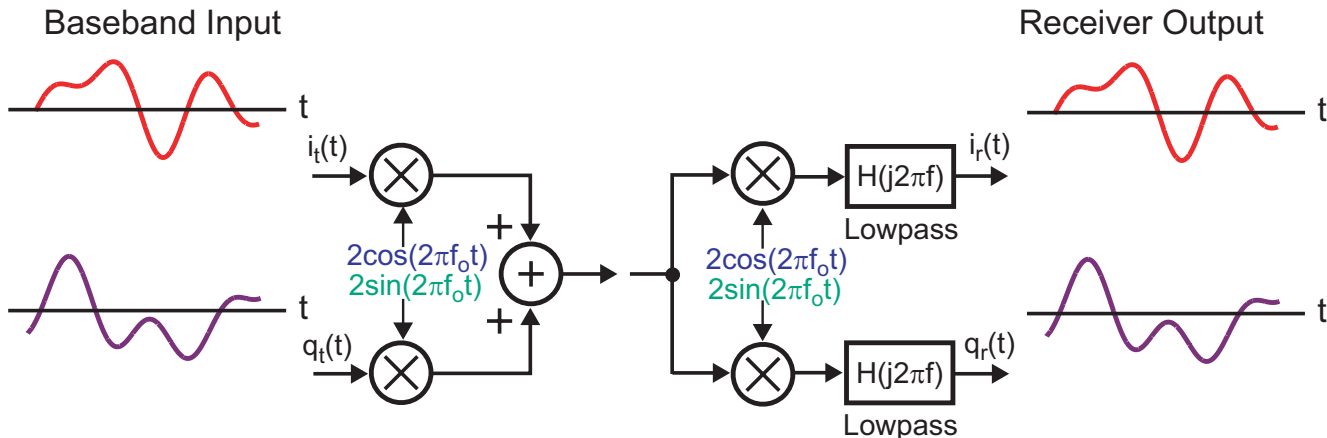 Baseband Input
Receiver Output
t
t
i_t(t)
i_r(t)
H(j2πf)
Lowpass
+
2cos(2πf_ot)
2sin(2πf_ot)
+
+
2cos(2πf_ot)
2sin(2πf_ot)
t
t
q_t(t)
q_r(t)
H(j2πf)
Lowpass